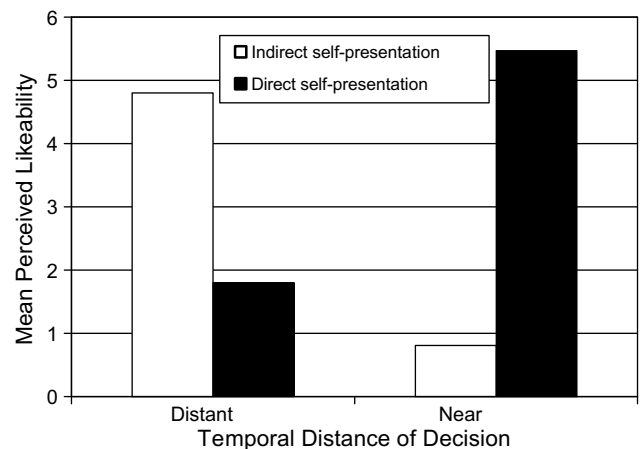 6
5
4
3
2
1
0
Mean Perceived Likeability
Indirect self-presentation
Direct self-presentation
Distant Near
Temporal Distance of Decision